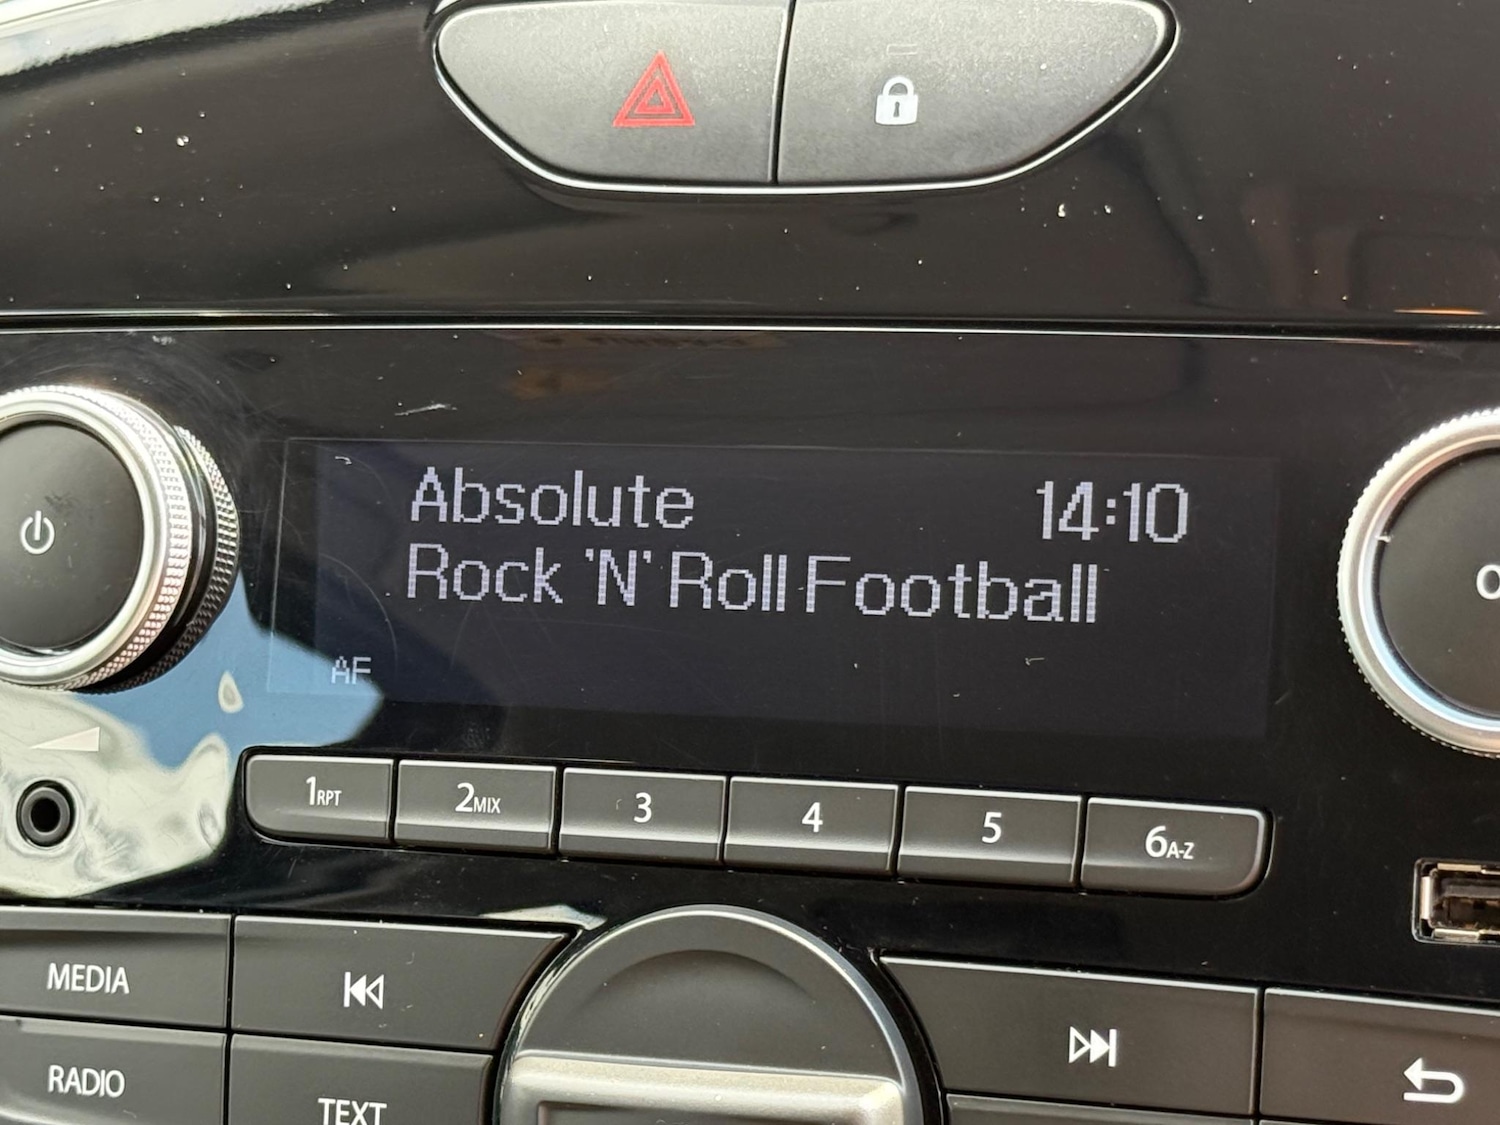 Absolute 14:10
Rock 'N' Roll Football
AF
1RPT 2MIX 3 4 5 6A-Z
MEDIA
RADIO
TEXT